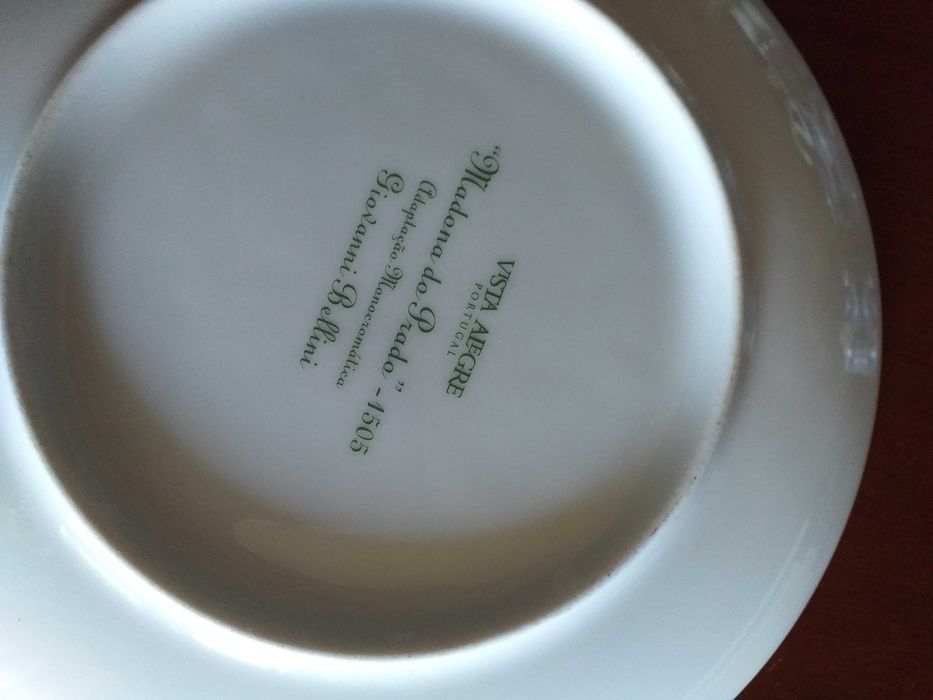 VISTA ALEGRE
PORTUGAL
"Madona do Prado" - 1505
Adaptação Monocromática
Giovanni Bellini